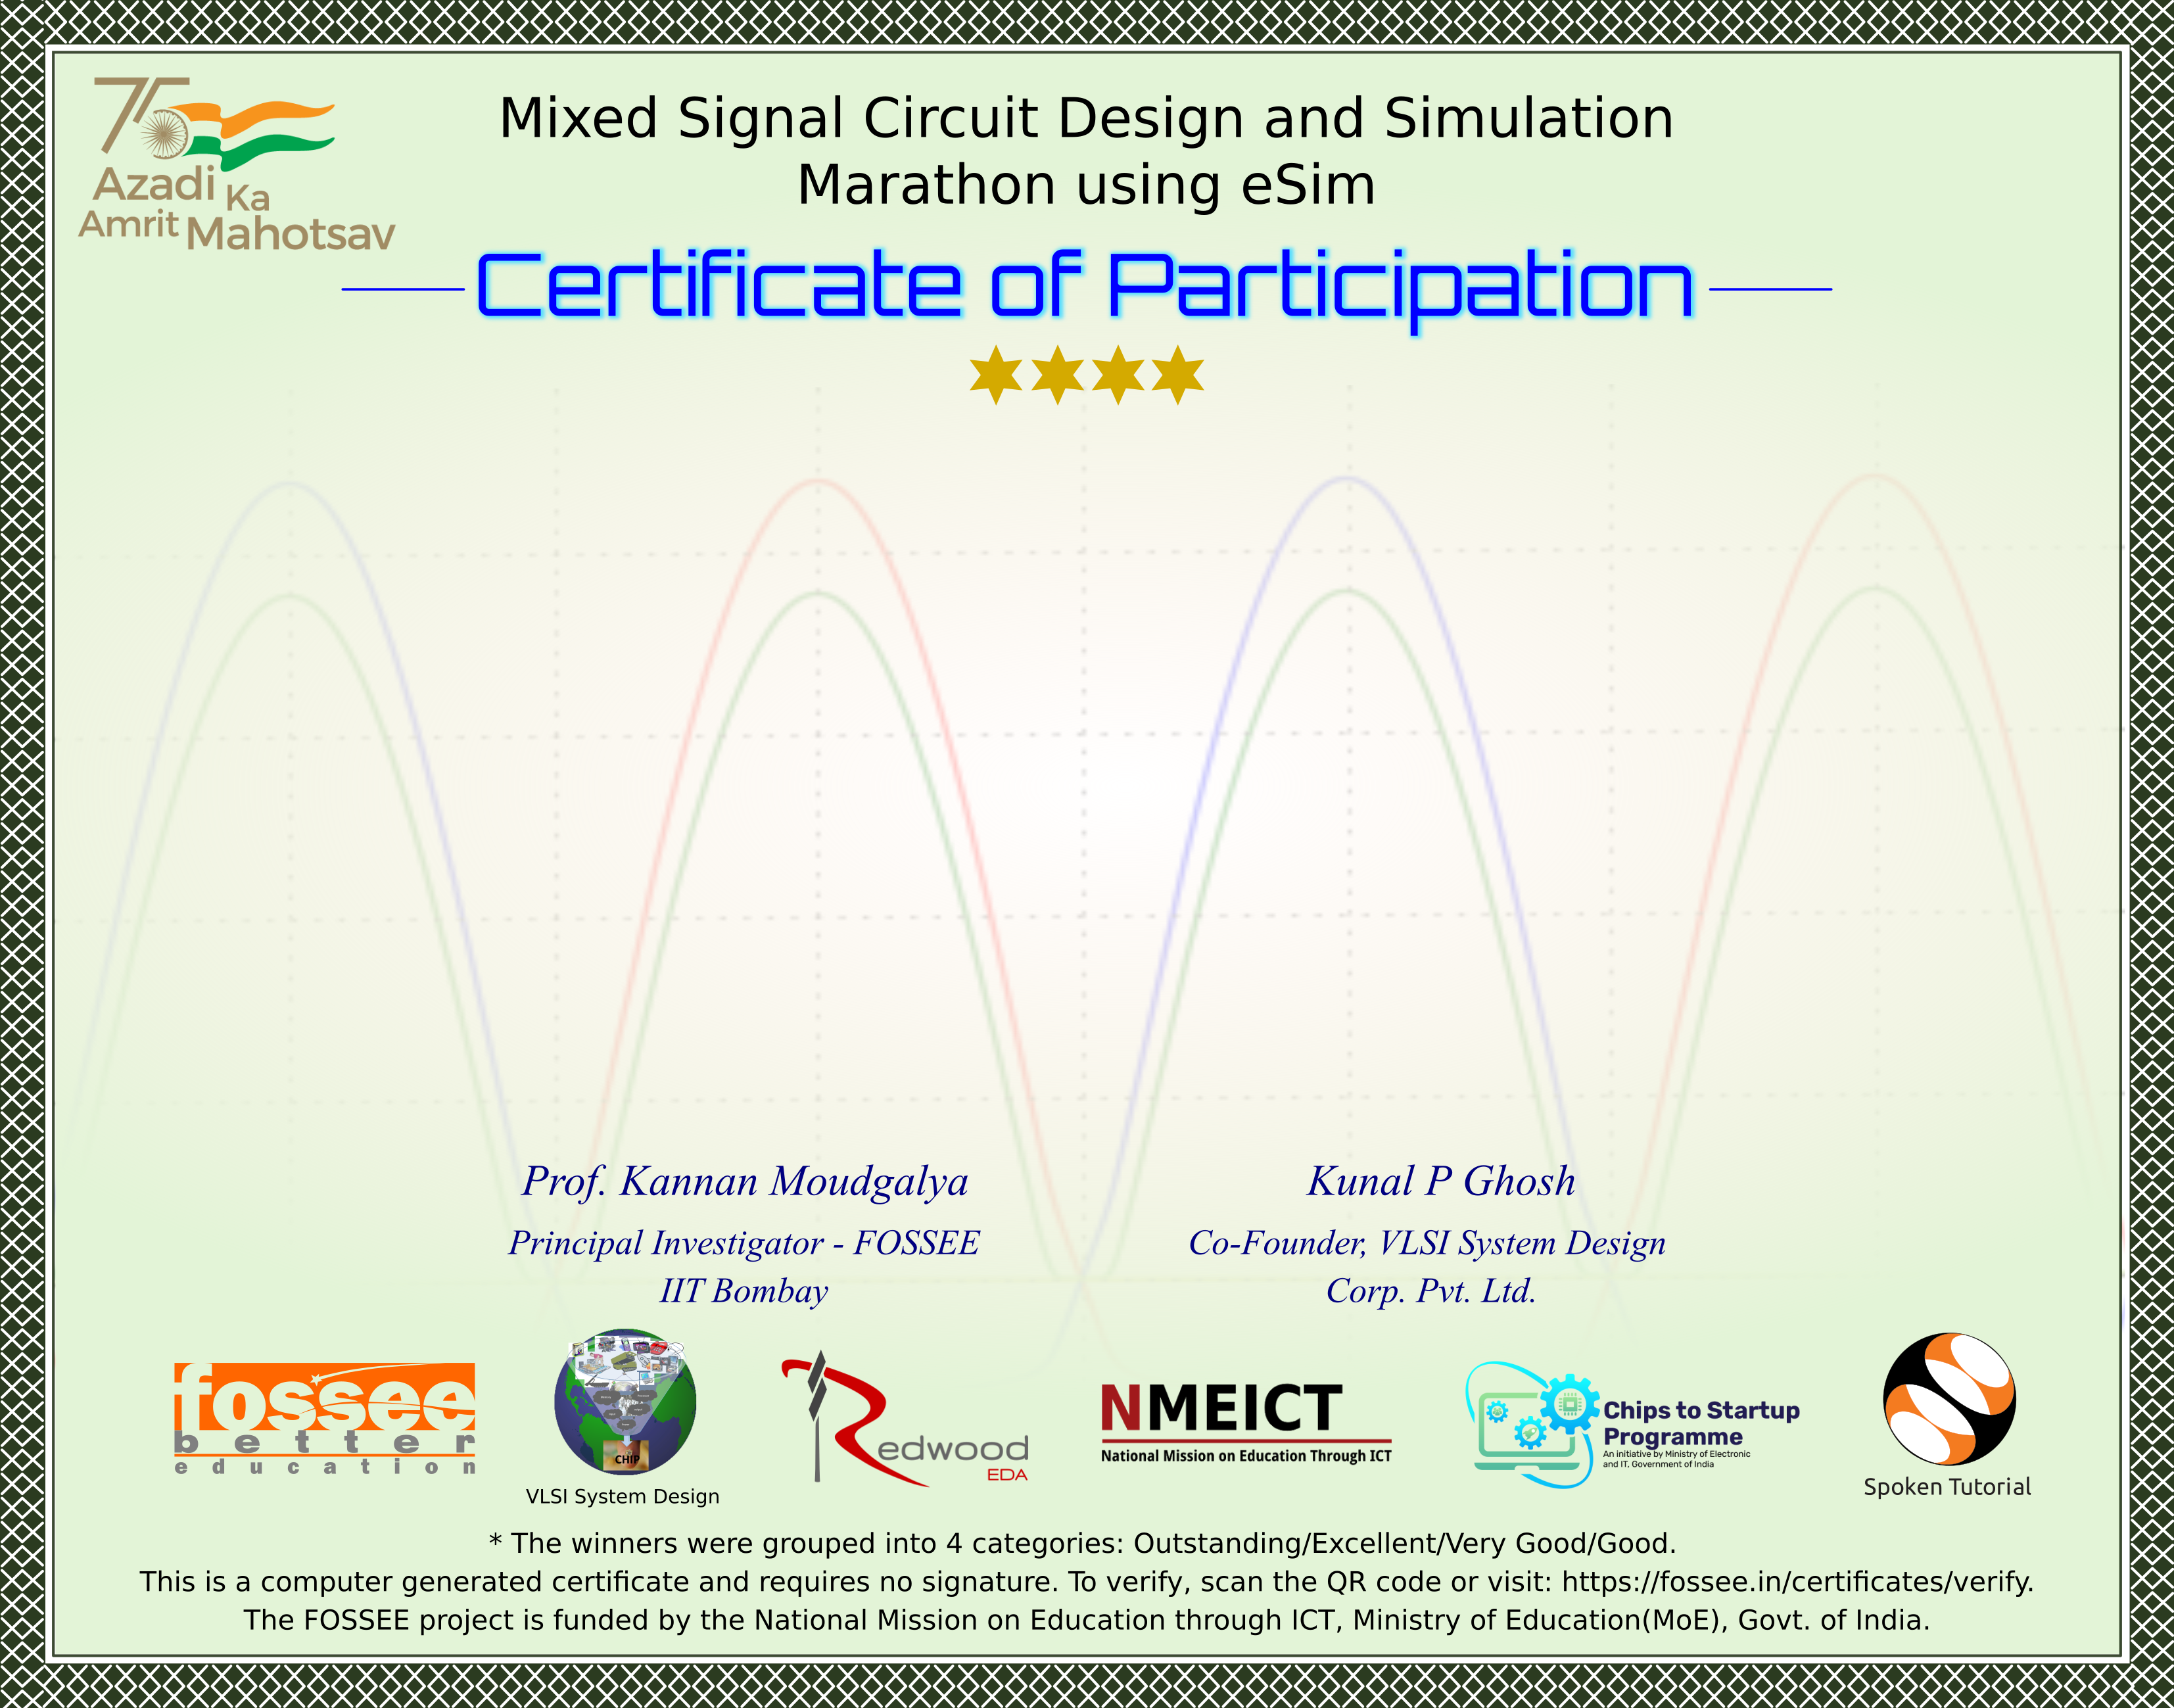 75
Azadi Ka
Amrit Mahotsav
Mixed Signal Circuit Design and Simulation
Marathon using eSim
Certificate of Participation
Prof. Kannan Moudgalya
Principal Investigator - FOSSEE
IIT Bombay
Kunal P Ghosh
Co-Founder, VLSI System Design
Corp. Pvt. Ltd.
fossee
better
education
CHIP
VLSI System Design
Redwood
EDA
NMEICT
National Mission on Education Through ICT
Chips to Startup
Programme
An initiative by Ministry of Electronic
and IT, Government of India
Spoken Tutorial
* The winners were grouped into 4 categories: Outstanding/Excellent/Very Good/Good.
This is a computer generated certificate and requires no signature. To verify, scan the QR code or visit: https://fossee.in/certificates/verify.
The FOSSEE project is funded by the National Mission on Education through ICT, Ministry of Education(MoE), Govt. of India.